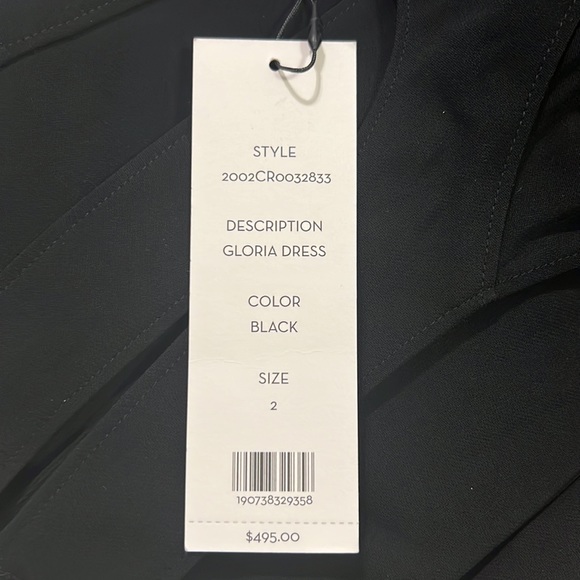 STYLE
2002CR0032833
DESCRIPTION
GLORIA DRESS
COLOR
BLACK
SIZE
2
190738329358
$495.00